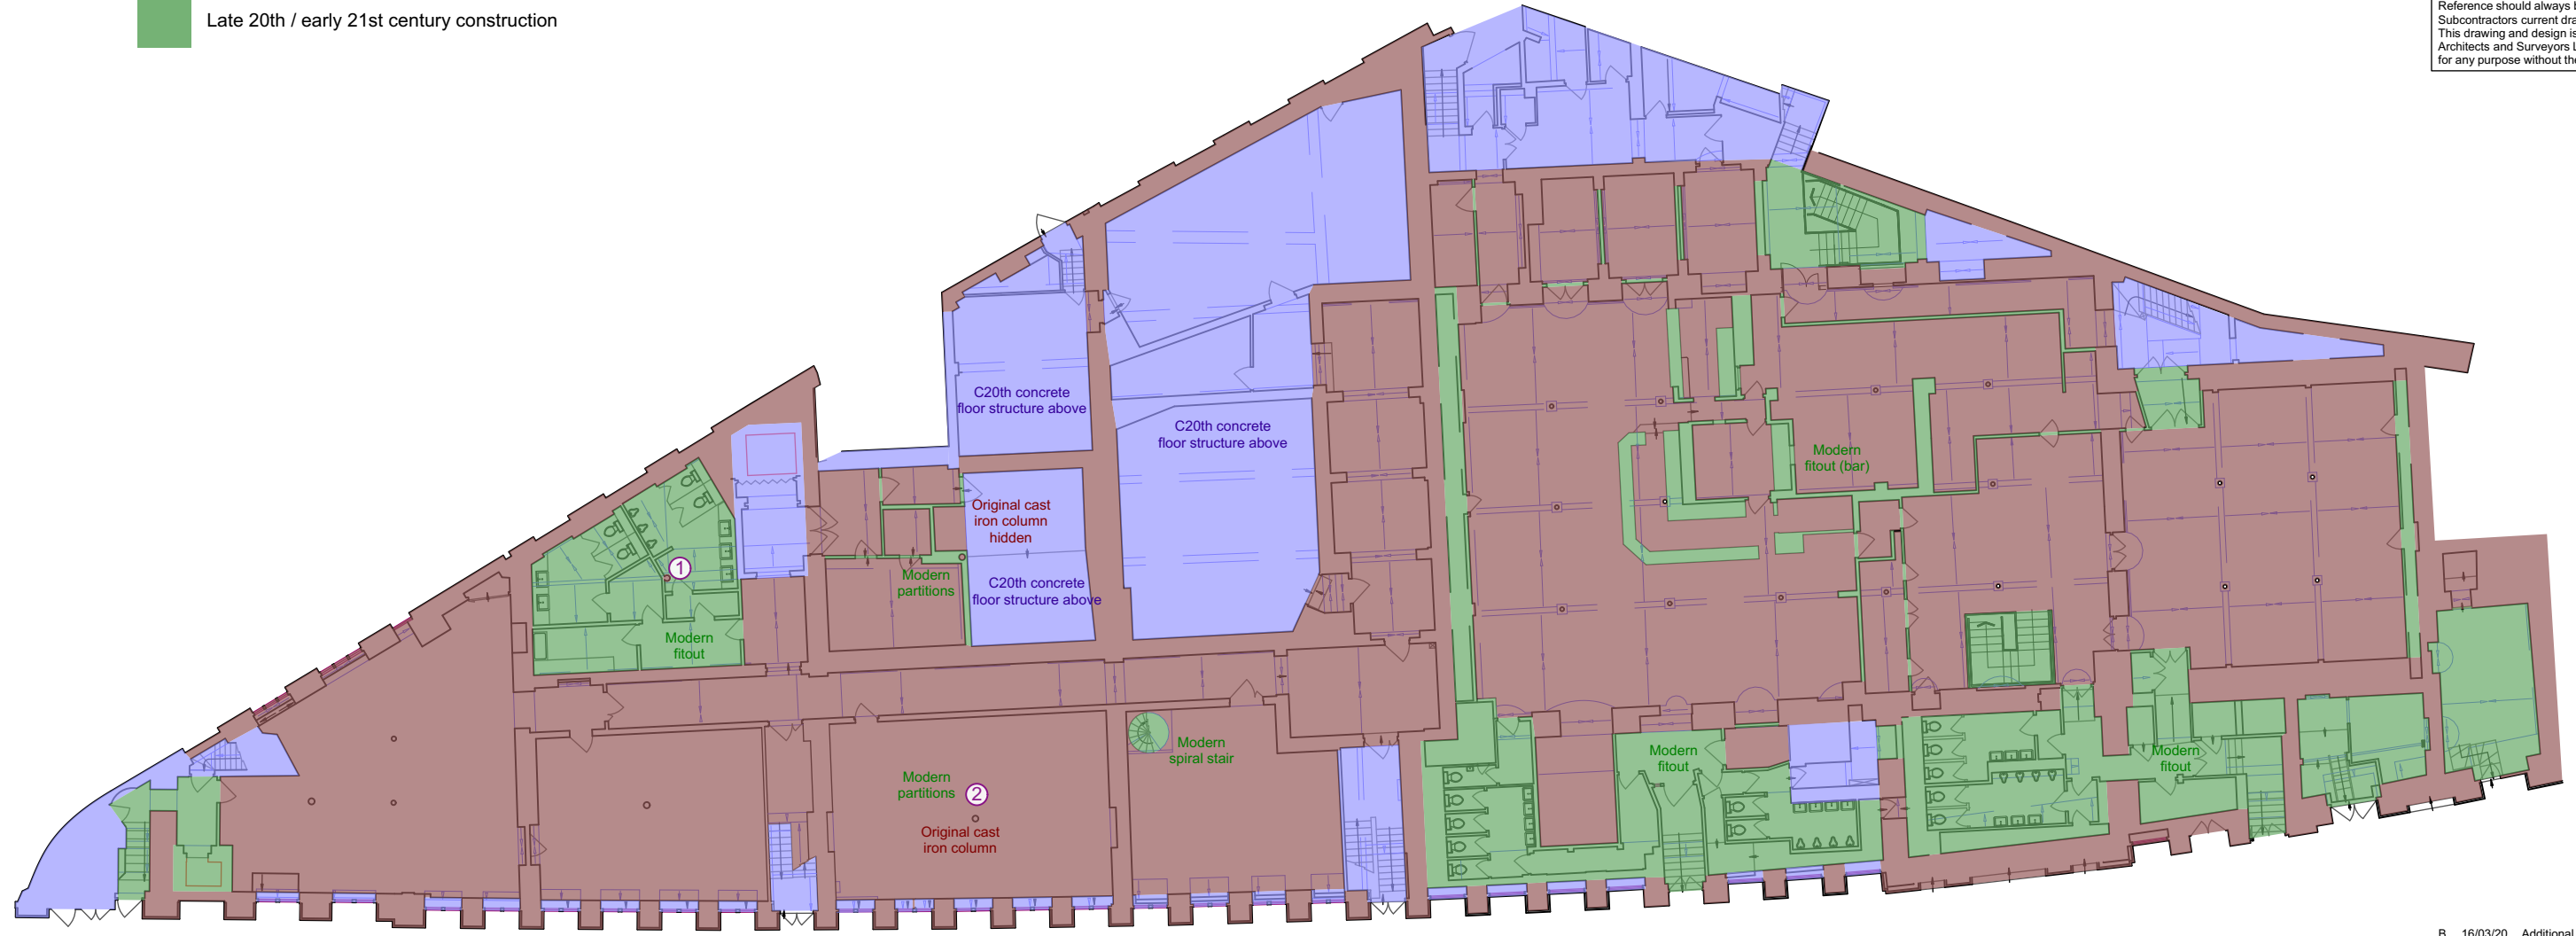 Late 20th / early 21st century construction
Reference should always b
Subcontractors current dra
This drawing and design is
Architects and Surveyors L
for any purpose without the
C20th concrete
floor structure above
C20th concrete
floor structure above
Modern
fitout (bar)
Original cast
iron column
hidden
1
Modern
partitions
C20th concrete
floor structure above
Modern
fitout
Modern
spiral stair
Modern
fitout
Modern
fitout
Modern
partitions
2
Original cast
iron column
B 16/03/20 Additional